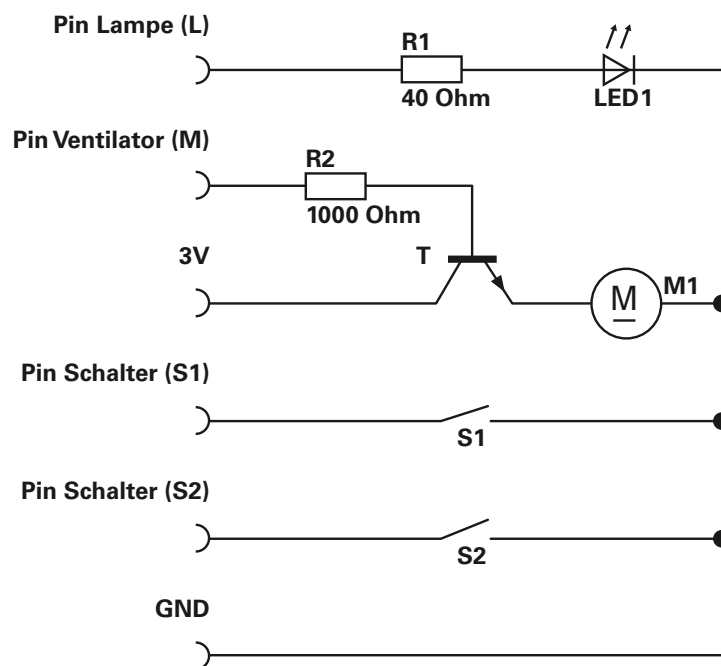 Pin Lampe (L)
R1
40 Ohm
LED1
Pin Ventilator (M)
R2
1000 Ohm
3V
T
M
M1
Pin Schalter (S1)
S1
Pin Schalter (S2)
S2
GND